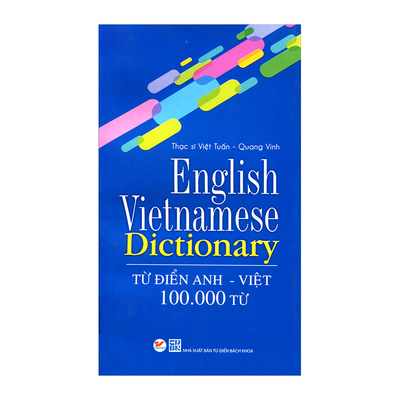 Thạc sĩ Việt Tuấn - Quang Vinh
English
Vietnamese
Dictionary
TỪ ĐIỂN ANH - VIỆT
100.000 TỪ
NHÀ XUẤT BẢN TỪ ĐIỂN BÁCH KHOA